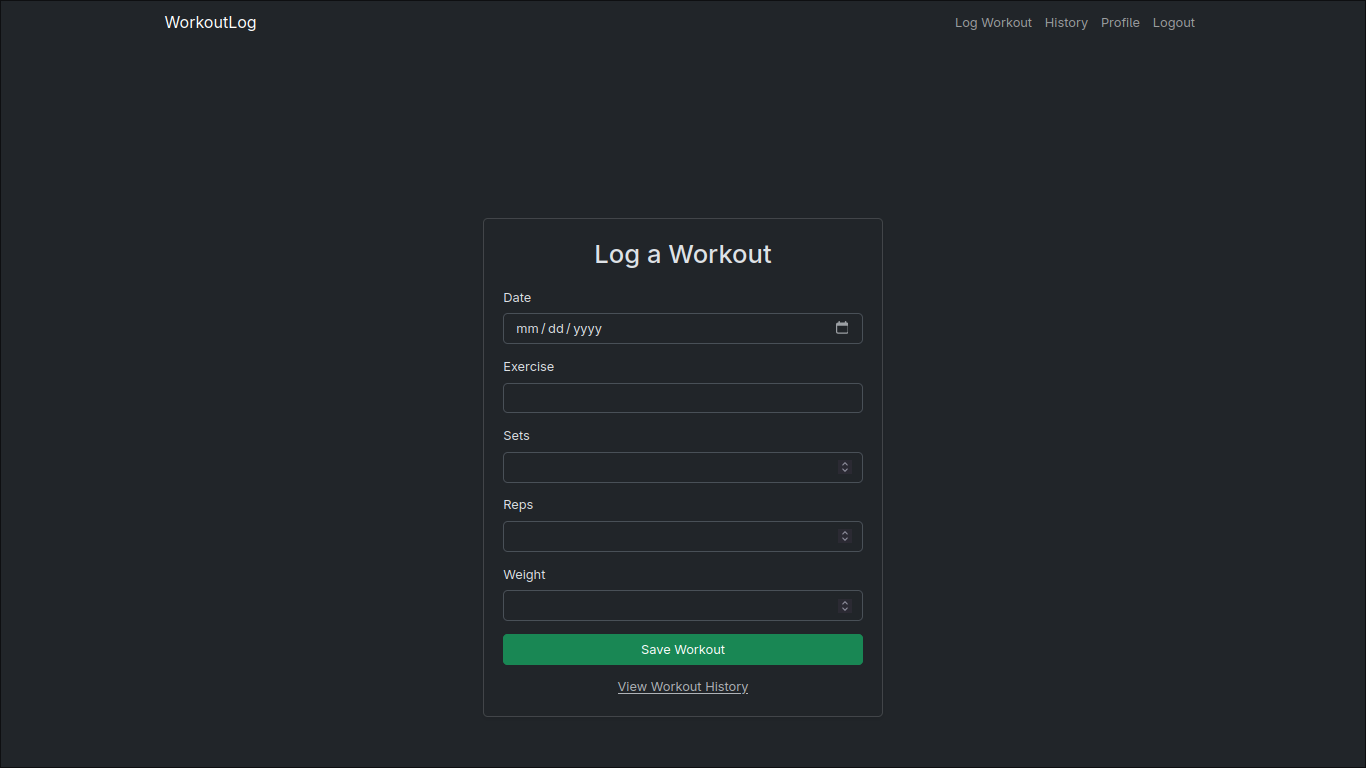 WorkoutLog
Log Workout History Profile Logout
Log a Workout
Date
mm/dd/yyyy
Exercise
Sets
Reps
Weight
Save Workout
View Workout History